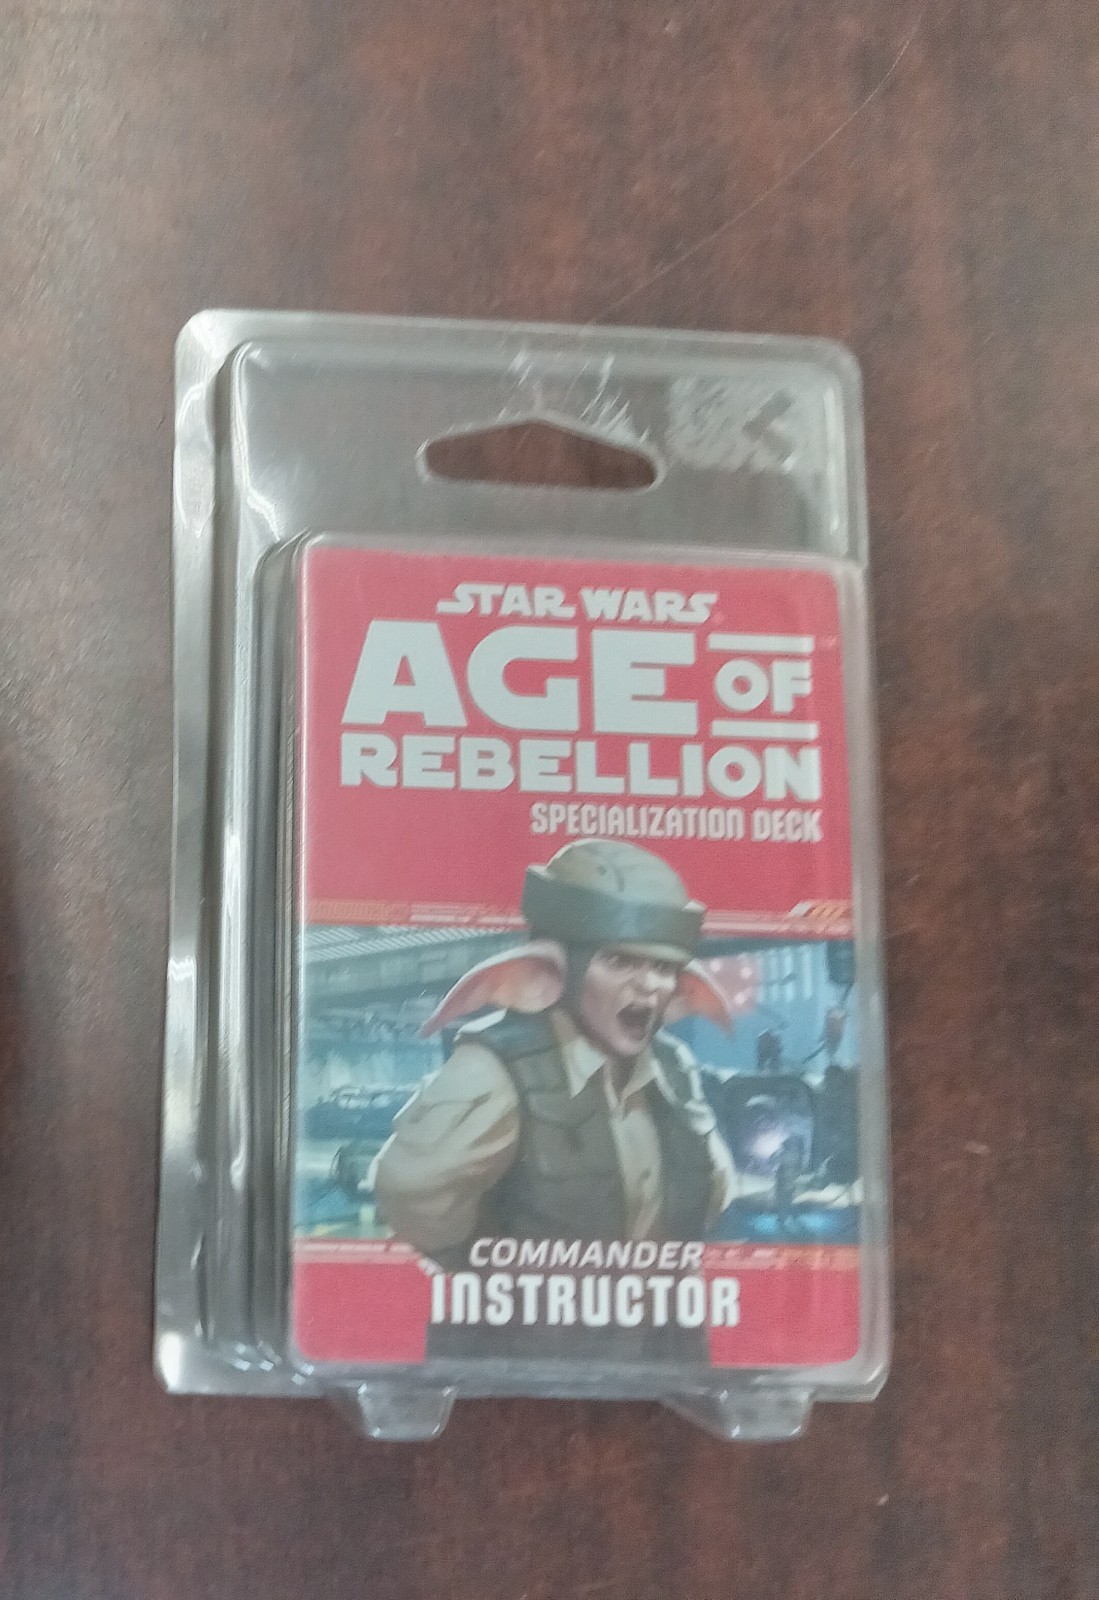 STAR WARS
AGE OF
REBELLION
SPECIALIZATION DECK
COMMANDER
INSTRUCTOR